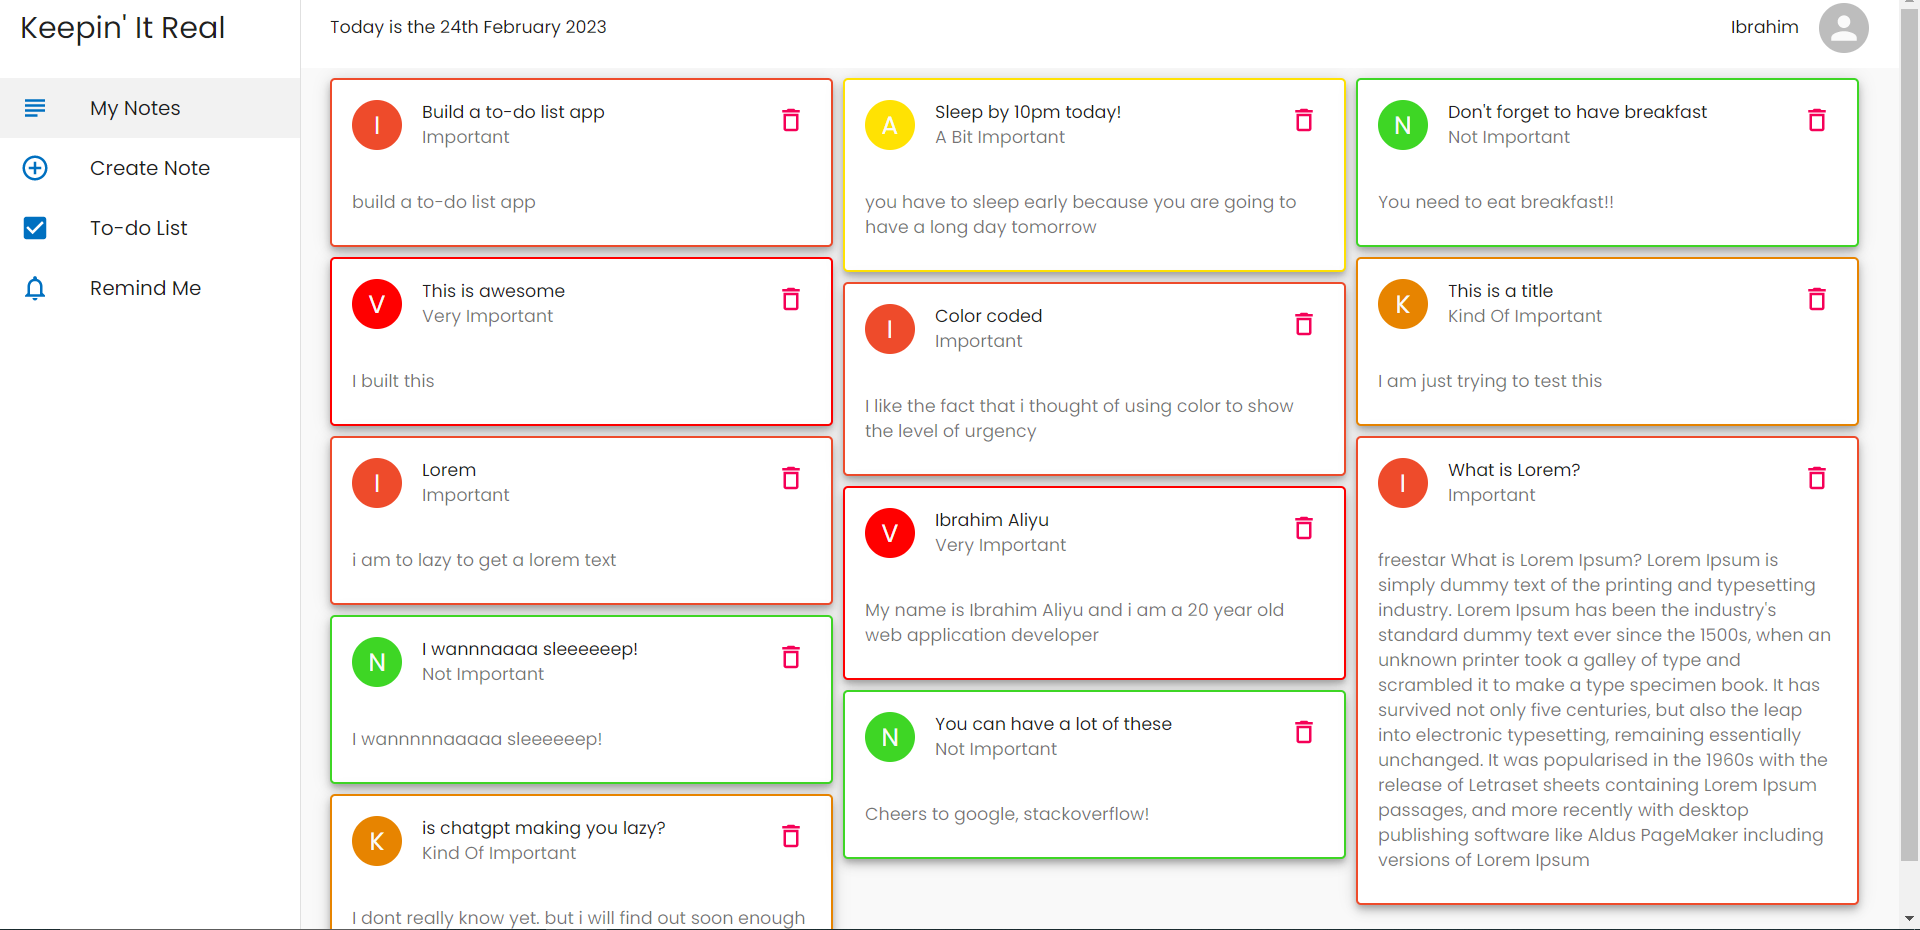 Keepin' It Real
My Notes
Create Note
To-do List
Remind Me
Today is the 24th February 2023
Ibrahim
I
Build a to-do list app
Important
build a to-do list app
V
This is awesome
Very Important
I built this
I
Lorem
Important
i am to lazy to get a lorem text
N
I wannnaaaa sleeeeeep!
Not Important
I wannnnnaaaaa sleeeeeep!
K
is chatgpt making you lazy?
Kind Of Important
I dont really know yet. but i will find out soon enough
A
Sleep by 10pm today!
A Bit Important
you have to sleep early because you are going to
have a long day tomorrow
I
Color coded
Important
I like the fact that i thought of using color to show
the level of urgency
V
Ibrahim Aliyu
Very Important
My name is Ibrahim Aliyu and i am a 20 year old
web application developer
N
You can have a lot of these
Not Important
Cheers to google, stackoverflow!
N
Don't forget to have breakfast
Not Important
You need to eat breakfast!!
K
This is a title
Kind Of Important
I am just trying to test this
I
What is Lorem?
Important
freestar What is Lorem Ipsum? Lorem Ipsum is
simply dummy text of the printing and typesetting
industry. Lorem Ipsum has been the industry's
standard dummy text ever since the 1500s, when an
unknown printer took a galley of type and
scrambled it to make a type specimen book. It has
survived not only five centuries, but also the leap
into electronic typesetting, remaining essentially
unchanged. It was popularised in the 1960s with the
release of Letraset sheets containing Lorem Ipsum
passages, and more recently with desktop
publishing software like Aldus PageMaker including
versions of Lorem Ipsum